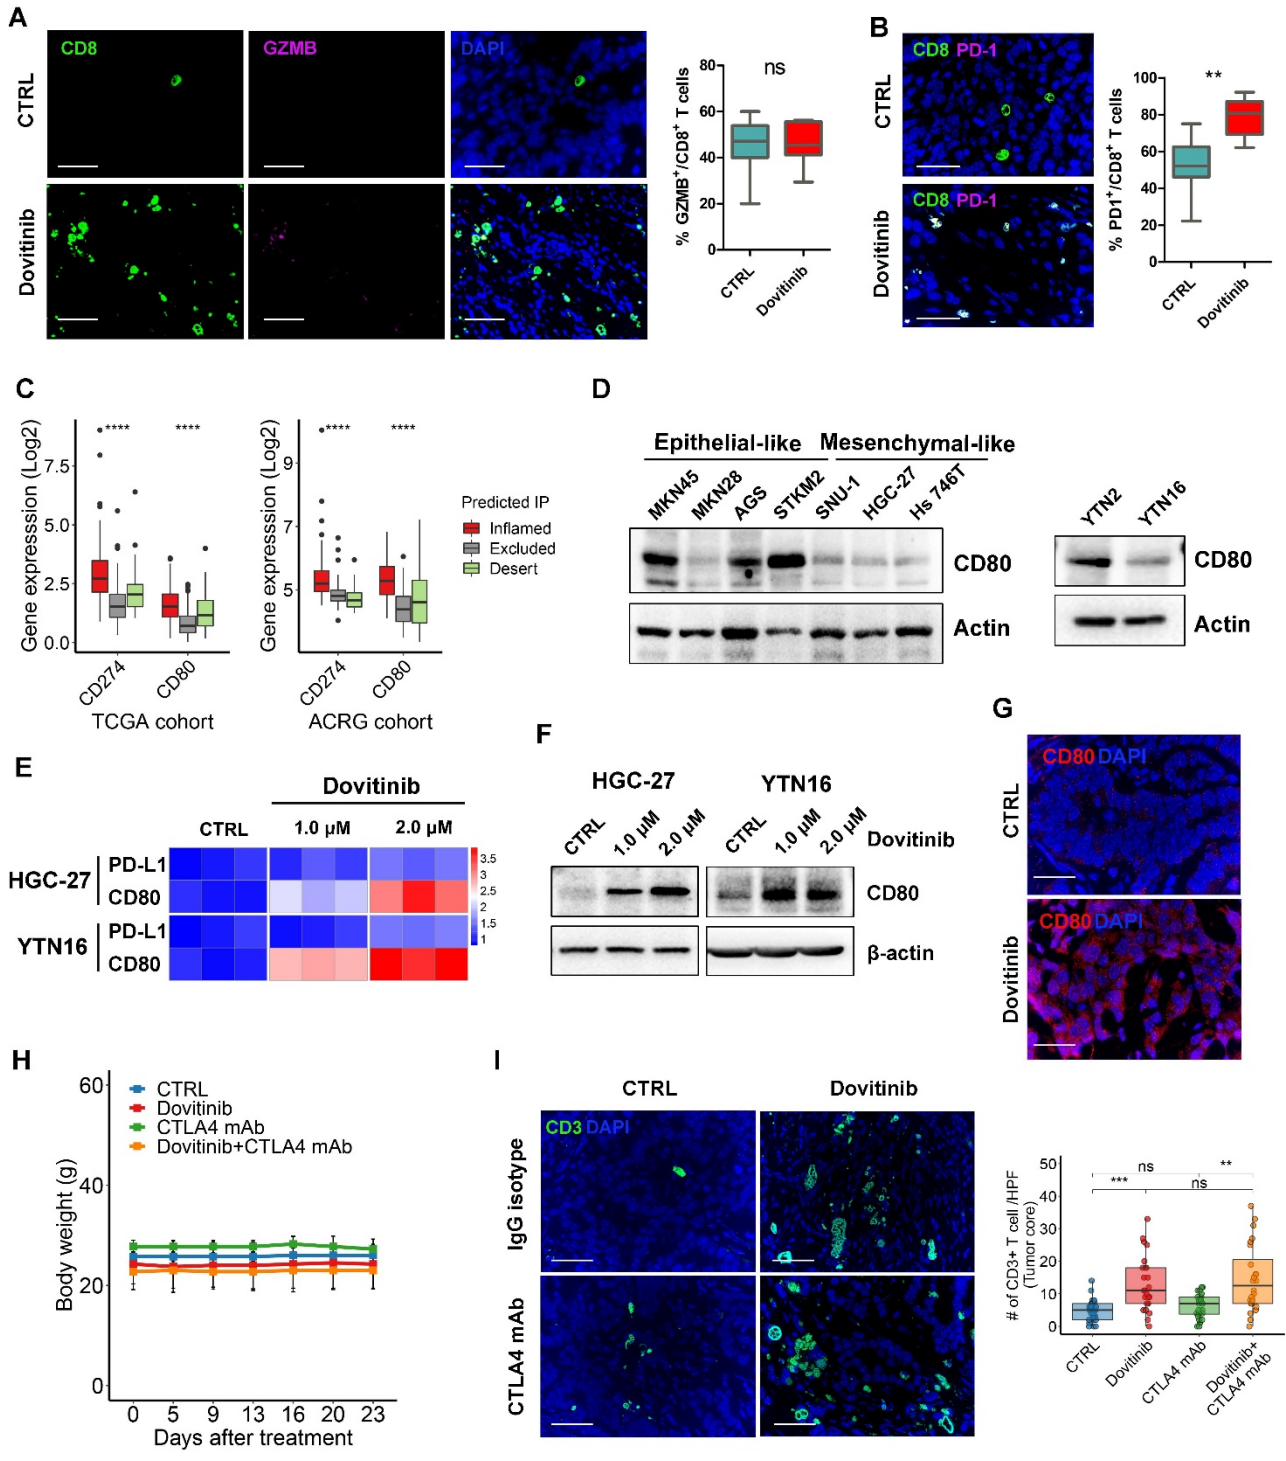 A
CD8
GZMB
DAPI
CTRL
Dovitinib
ns
% GZMB⁺/CD8⁺ T cells
80
60
40
20
0
CTRL
Dovitinib
B
CD8 PD-1
CTRL
CD8 PD-1
Dovitinib
**
% PD1⁺/CD8⁺ T cells
100
80
60
40
20
0
CTRL
Dovitinib
C
Gene expresssion (Log2)
7.5
5.0
2.5
0.0
****
****
CD274
CD80
TCGA cohort
Gene expresssion (Log2)
9
7
5
****
****
CD274
CD80
ACRG cohort
Predicted IP
Inflamed
Excluded
Desert
D
Epithelial-like
Mesenchymal-like
MKN45
MKN28
AGS
STKM2
SNU-1
HGC-27
Hs 746T
CD80
Actin
YTN2
YTN16
CD80
Actin
E
Dovitinib
CTRL
1.0 µM
2.0 µM
HGC-27
PD-L1
CD80
YTN16
PD-L1
CD80
3.5
3
2.5
2
1.5
1
F
HGC-27
YTN16
CTRL
1.0 µM
2.0 µM
CTRL
1.0 µM
2.0 µM
Dovitinib
CD80
β-actin
G
CD80 DAPI
CTRL
CD80 DAPI
Dovitinib
H
Body weight (g)
60
40
20
0
CTRL
Dovitinib
CTLA4 mAb
Dovitinib+CTLA4 mAb
0 5 9 13 16 20 23
Days after treatment
I
CTRL
Dovitinib
CD3 DAPI
IgG isotype
CTLA4 mAb
# of CD3+ T cell /HPF
(Tumor core)
50
40
30
20
10
0
ns
**
***
ns
CTRL
Dovitinib
CTLA4 mAb
Dovitinib+
CTLA4 mAb